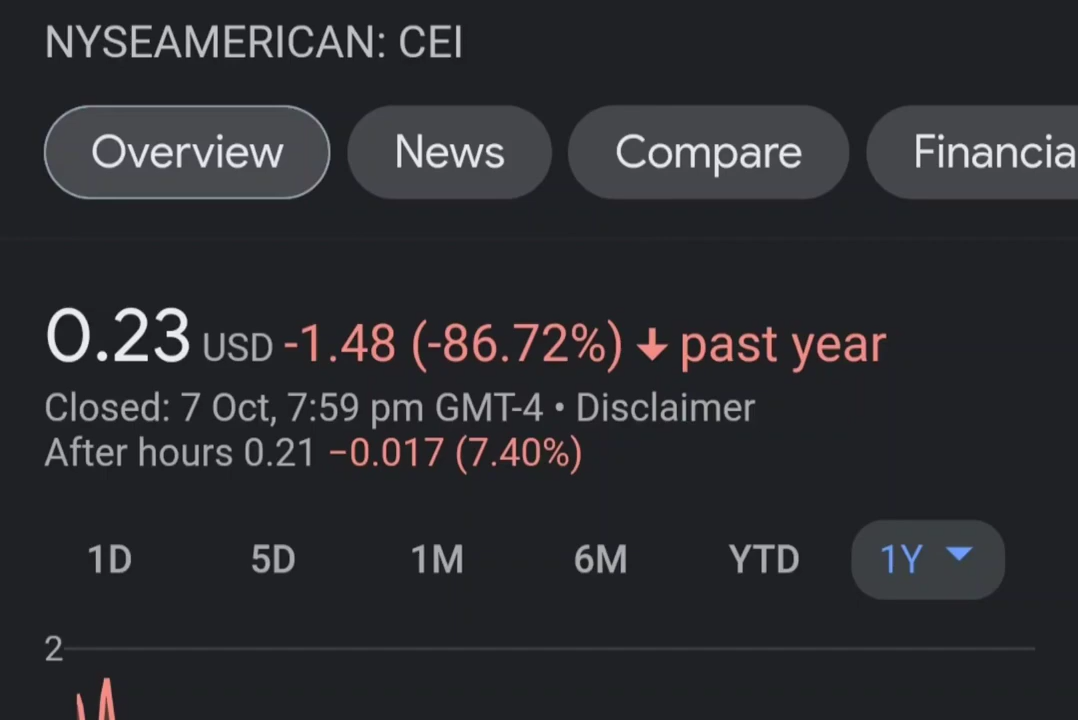 NYSEAMERICAN: CEI
Overview News Compare Financia
0.23 USD -1.48 (-86.72%) ↓ past year
Closed: 7 Oct, 7:59 pm GMT-4 • Disclaimer
After hours 0.21 −0.017 (7.40%)
1D 5D 1M 6M YTD 1Y
2